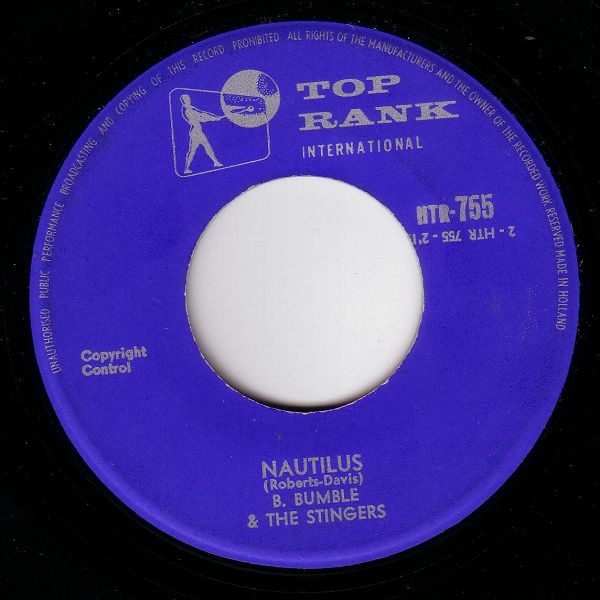 UNAUTHORISED PUBLIC PERFORMANCE BROADCASTING AND COPYING OF THIS RECORD PROHIBITED ALL RIGHTS OF THE MANUFACTURERS AND THE OWNER OF THE RECORDED WORK RESERVED MADE IN HOLLAND
TOP
RANK
INTERNATIONAL
HTR-755
2 - HTR 755 - 2'1
Copyright
Control
NAUTILUS
(Roberts-Davis)
B. BUMBLE
& THE STINGERS